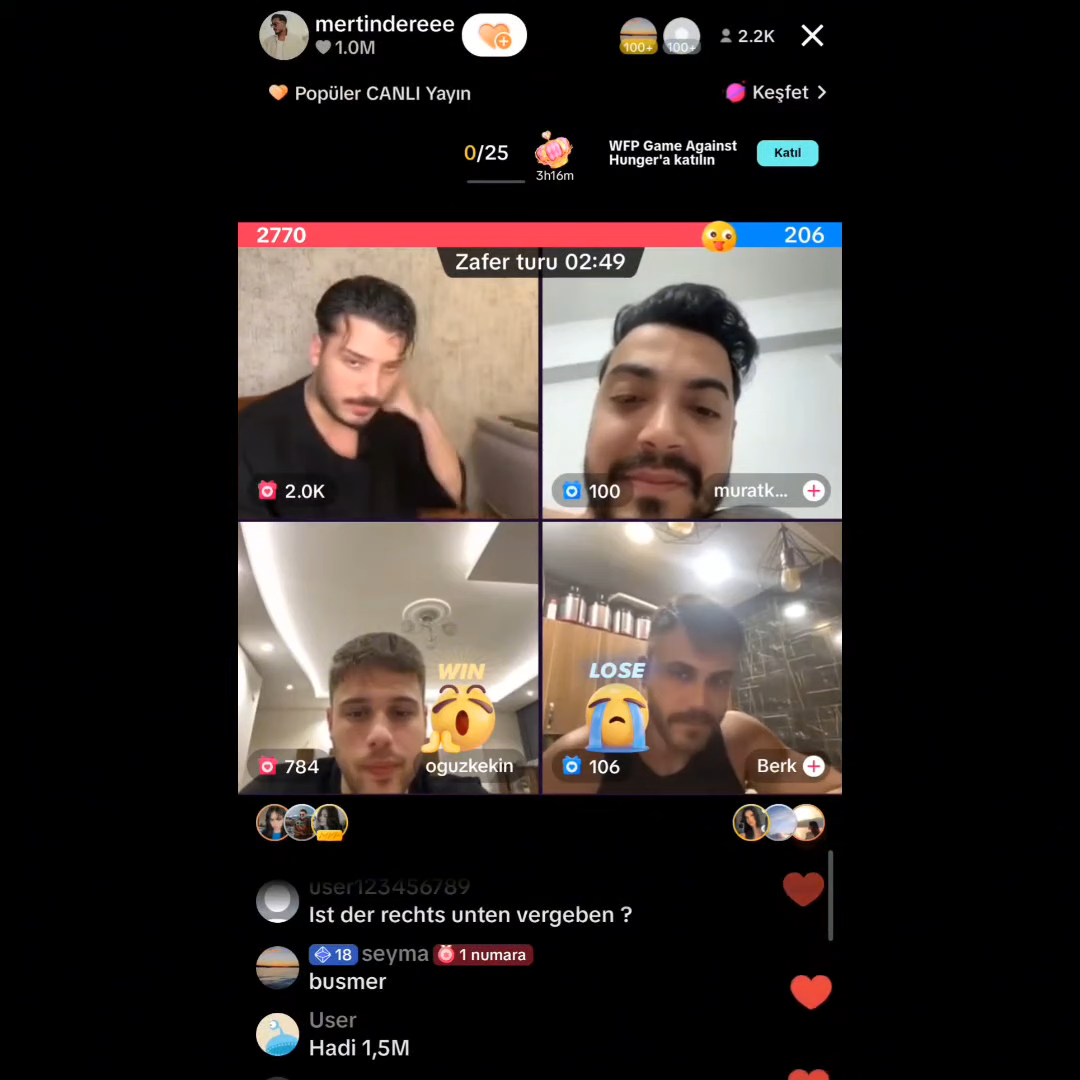 mertindereee
1.0M
100+
100+
2.2K
Popüler CANLI Yayın
Keşfet
0/25
3h16m
WFP Game Against
Hunger'a katılın
Katıl
2770
206
Zafer turu 02:49
2.0K
100
muratk...
WIN
LOSE
784
oguzkekin
106
Berk
user123456789
Ist der rechts unten vergeben ?
18 seyma 1 numara
busmer
User
Hadi 1,5M